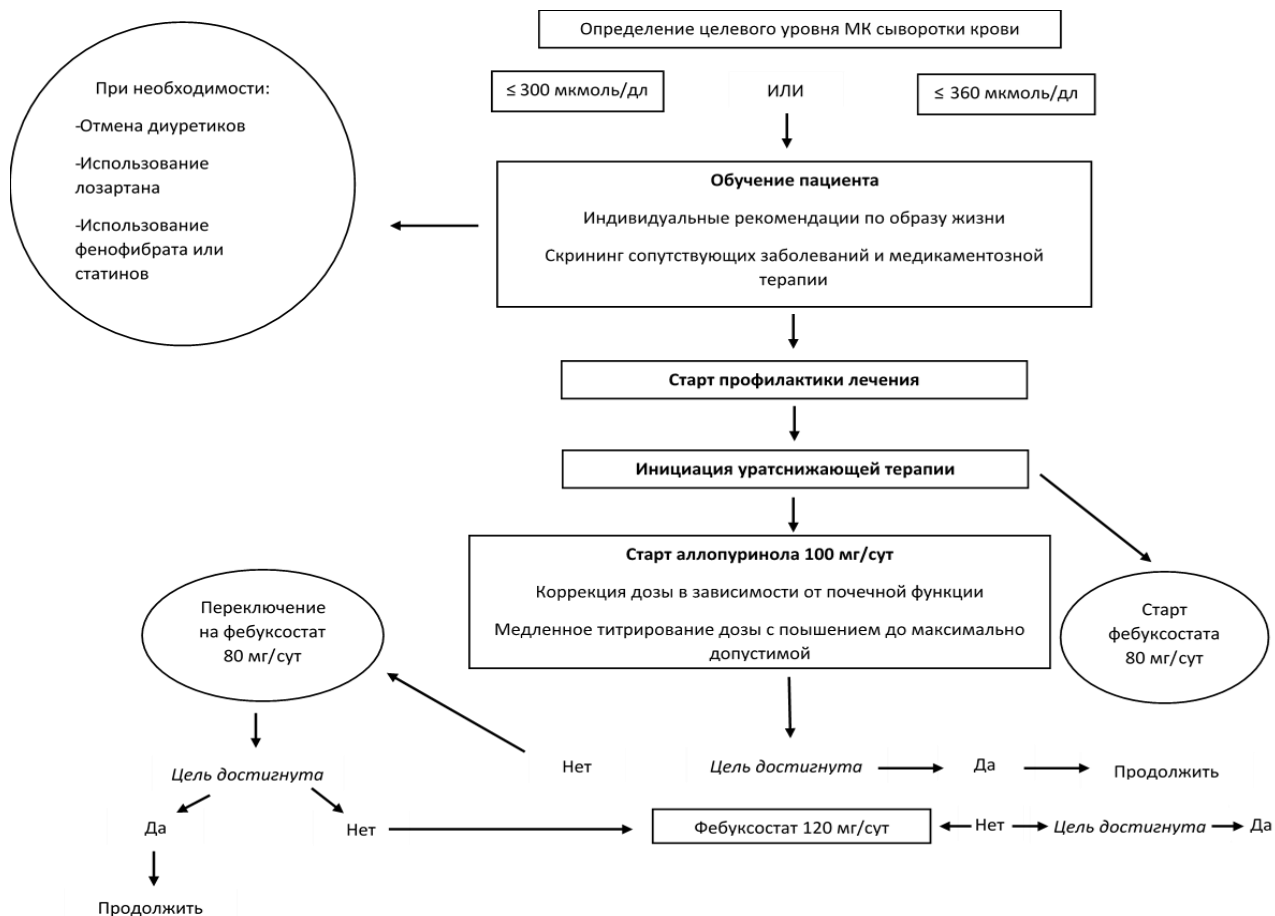 Определение целевого уровня МК сыворотки крови
≤ 300 мкмоль/дл
ИЛИ
≤ 360 мкмоль/дл
При необходимости:
-Отмена диуретиков
-Использование
лозартана
-Использование
фенофибрата или
статинов
Обучение пациента
Индивидуальные рекомендации по образу жизни
Скрининг сопутствующих заболеваний и медикаментозной
терапии
Старт профилактики лечения
Инициация уратснижающей терапии
Старт аллопуринола 100 мг/сут
Коррекция дозы в зависимости от почечной функции
Медленное титрирование дозы с поышением до максимально
допустимой
Переключение
на фебуксостат
80 мг/сут
Старт
фебуксостата
80 мг/сут
Цель достигнута
Нет
Цель достигнута
Да
Продолжить
Да
Нет
Фебуксостат 120 мг/сут
Нет
Цель достигнута
Да
Продолжить